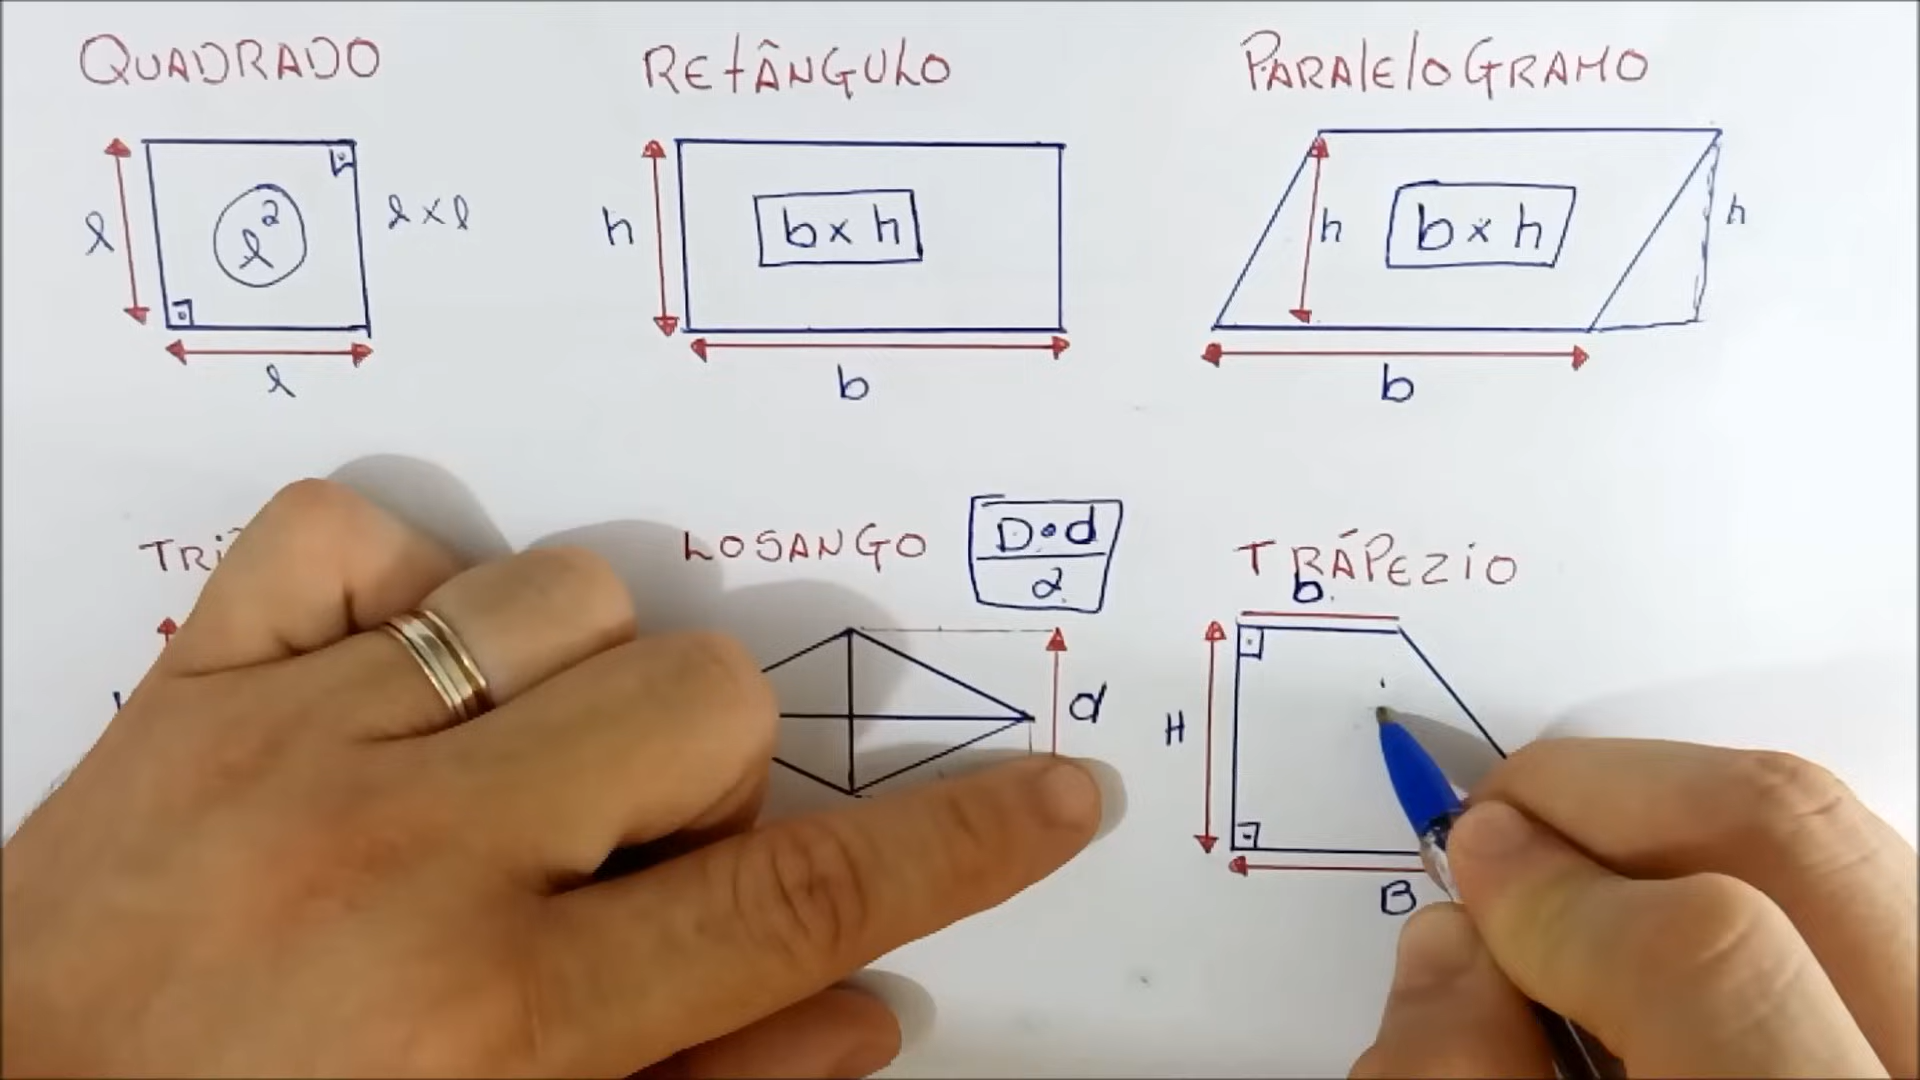 QUADRADO
RETÂNGULO
PARALELOGRAMO
l
l²
l x l
l
h
b x h
b
h
b x h
h
b
LOSANGO
D•d
2
d
TRÁPEZIO
b
H
B